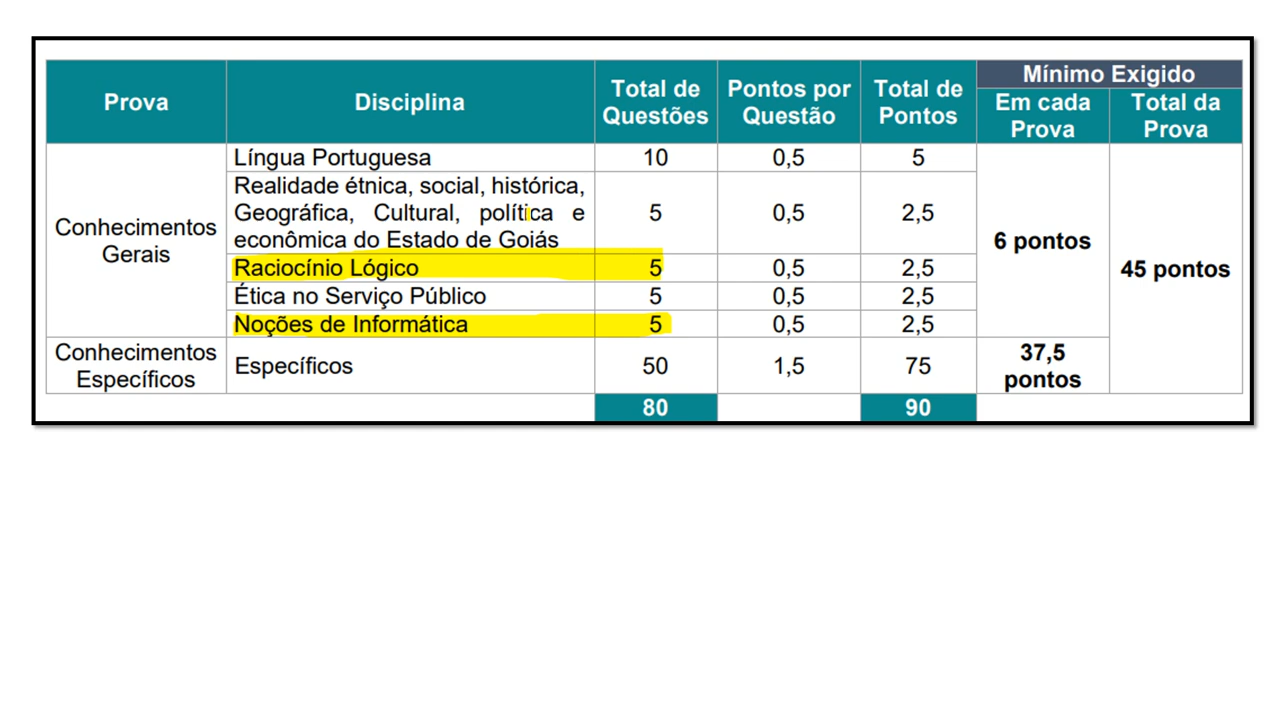 Prova Disciplina Total de Questões Pontos por Questão Total de Pontos Mínimo Exigido
Em cada Prova Total da Prova
Língua Portuguesa 10 0,5 5
Realidade étnica, social, histórica,
Geográfica, Cultural, política e
econômica do Estado de Goiás
5 0,5 2,5
Conhecimentos
Gerais
Raciocínio Lógico 5 0,5 2,5
Ética no Serviço Público 5 0,5 2,5
Noções de Informática 5 0,5 2,5
6 pontos
45 pontos
Conhecimentos
Específicos
Específicos 50 1,5 75
37,5
pontos
80 90